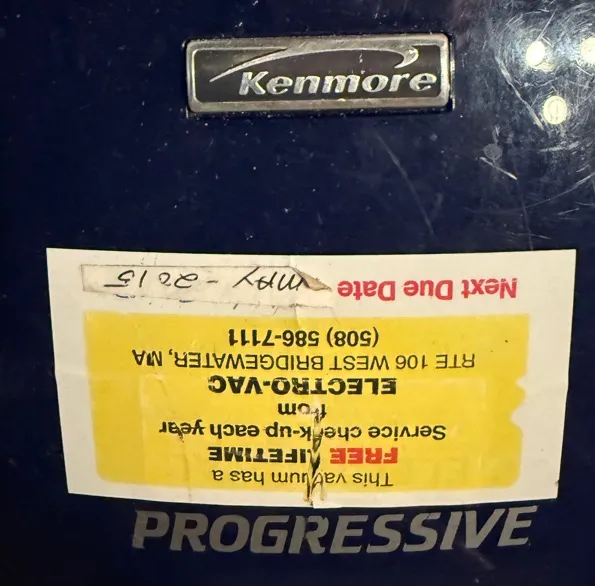 Kenmore
This vacuum has a
FREE LIFETIME
Service check-up each year
from
ELECTRO-VAC
RTE 106 WEST BRIDGEWATER, MA
(508) 586-7111
Next Due Date MAY - 2015
PROGRESSIVE